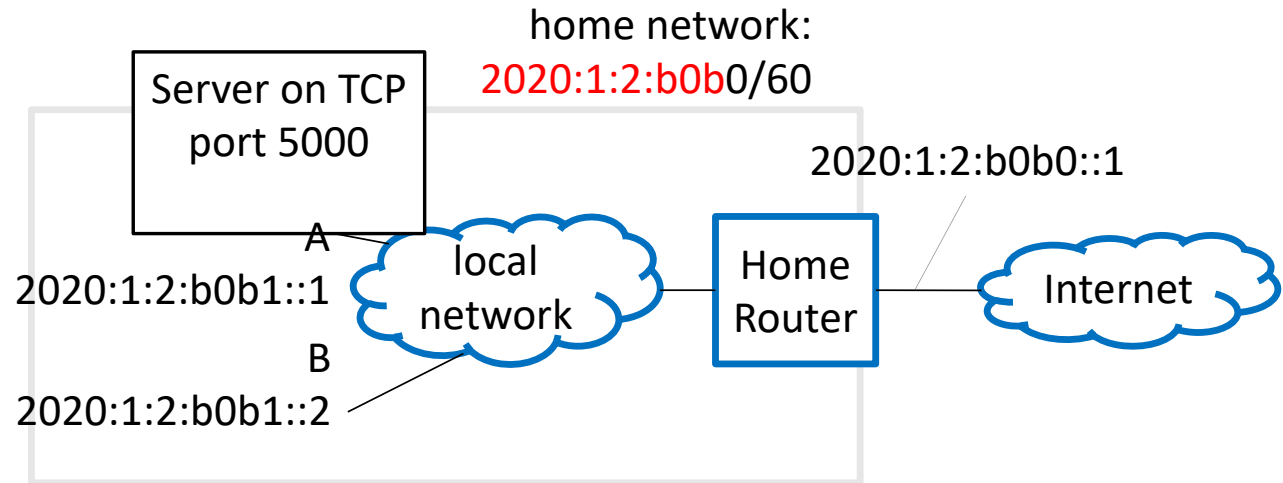 home network:
2020:1:2:b0b0/60
Server on TCP
port 5000
2020:1:2:b0b0::1
A
2020:1:2:b0b1::1
local
network
Home
Router
Internet
B
2020:1:2:b0b1::2